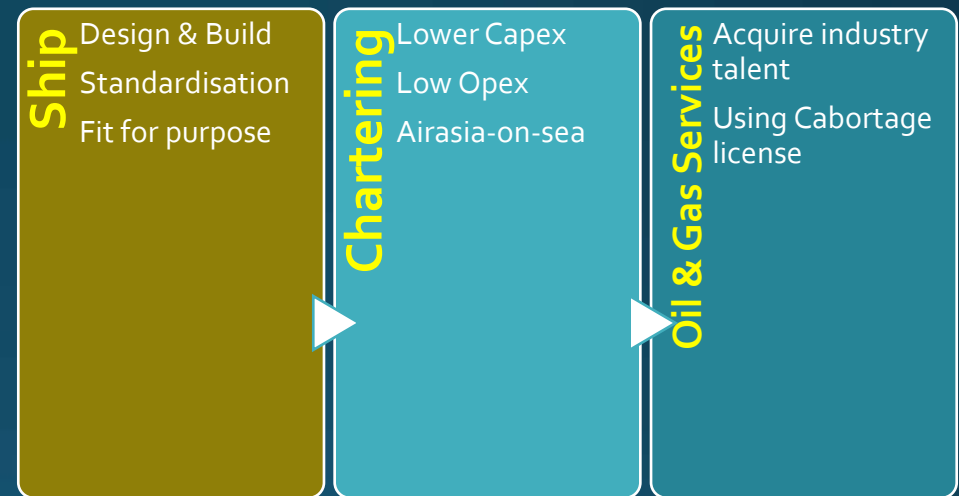 Ship
Design & Build
Standardisation
Fit for purpose
Chartering
Lower Capex
Low Opex
Airasia-on-sea
Oil & Gas Services
Acquire industry
talent
Using Cabortage
license